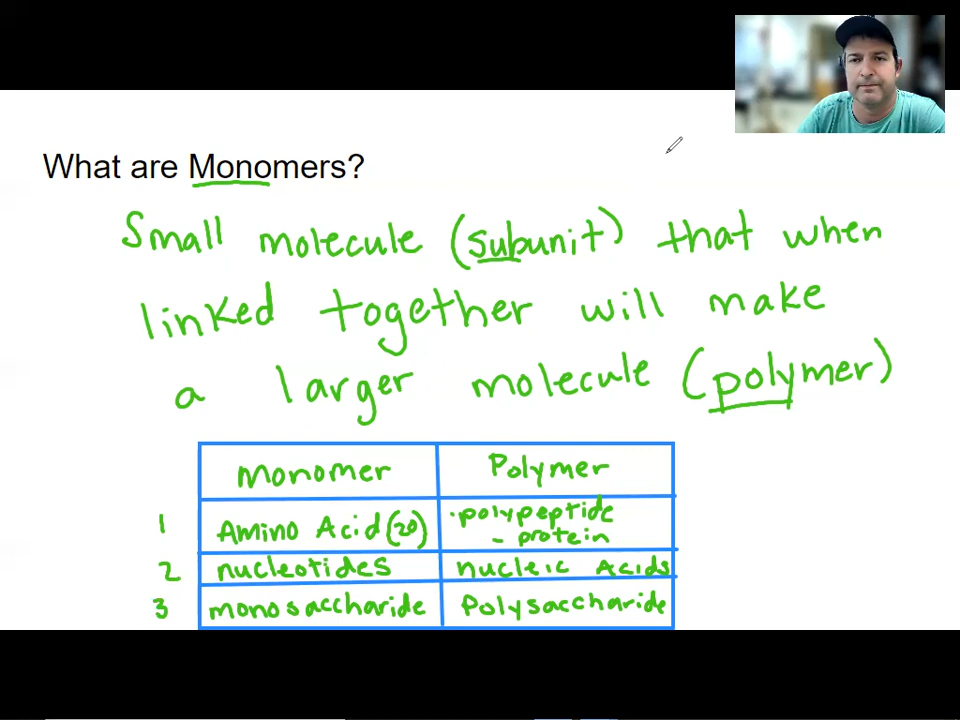 What are Monomers?
Small molecule (subunit) that when
linked together will make
a larger molecule (polymer)
Monomer Polymer
1 Amino Acid (20) · polypeptide
- protein
2 nucleotides nucleic Acids
3 monosaccharide Polysaccharide